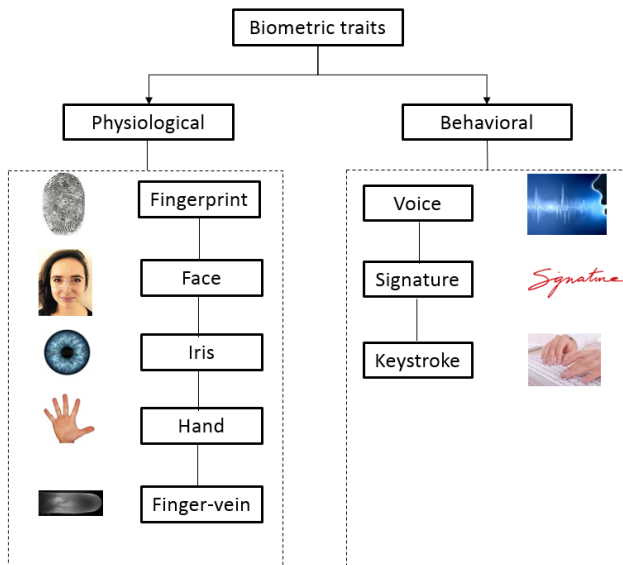 Biometric traits
Physiological
Behavioral
Fingerprint
Face
Iris
Hand
Finger-vein
Voice
Signature
Keystroke
Signature